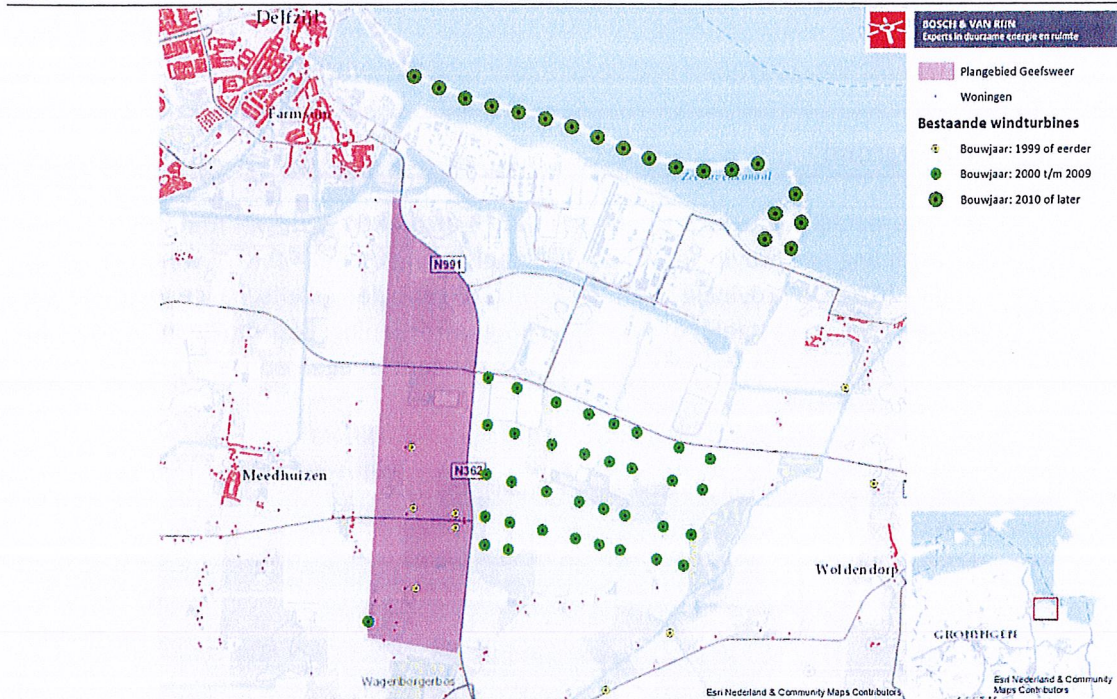 Delfzijl
Farmsum
Zeehavenkanaal
N991
N362
Meedhuizen
Woldendorp
Wagenborgerbos
Esri Nederland & Community Maps Contributors
BOSCH & VAN RIJN
Experts in duurzame energie en ruimte
Plangebied Geefsweer
Woningen
Bestaande windturbines
Bouwjaar: 1999 of eerder
Bouwjaar: 2000 t/m 2009
Bouwjaar: 2010 of later
GRONINGEN
Esri Nederland & Community
Maps Contributors